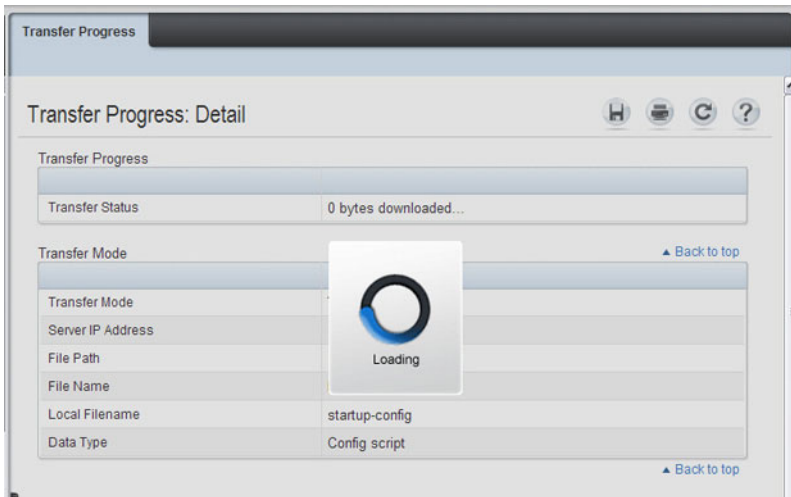 Transfer Progress
Transfer Progress: Detail
?
Transfer Progress
Transfer Status 0 bytes downloaded...
Transfer Mode ▲ Back to top
Transfer Mode
Server IP Address
File Path
File Name
Loading
Local Filename startup-config
Data Type Config script
▲ Back to top